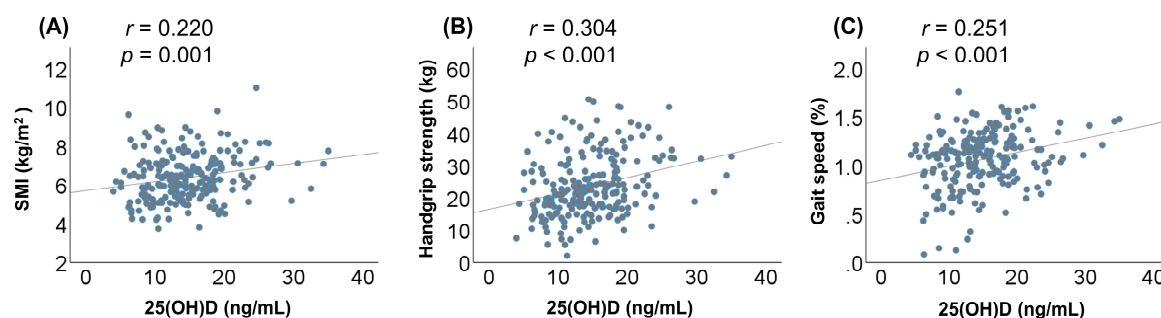 (A)
r = 0.220
p = 0.001
12
10
8
6
4
2
0 10 20 30 40
SMI (kg/m²)
25(OH)D (ng/mL)
(B)
r = 0.304
p < 0.001
60
50
40
30
20
10
0
0 10 20 30 40
Handgrip strength (kg)
25(OH)D (ng/mL)
(C)
r = 0.251
p < 0.001
2.0
1.5
1.0
.5
.0
0 10 20 30 40
Gait speed (%)
25(OH)D (ng/mL)